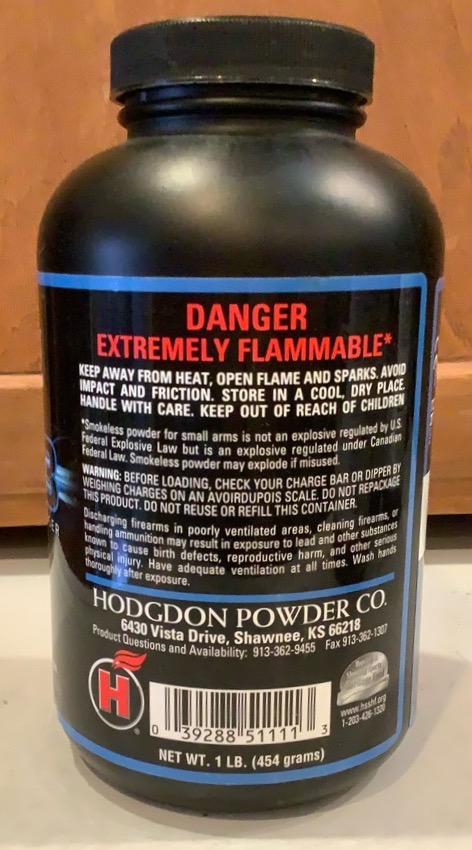 DANGER
EXTREMELY FLAMMABLE*
KEEP AWAY FROM HEAT, OPEN FLAME AND SPARKS. AVOID
IMPACT AND FRICTION. STORE IN A COOL, DRY PLACE.
HANDLE WITH CARE. KEEP OUT OF REACH OF CHILDREN
*Smokeless powder for small arms is not an explosive regulated by U.S.
Federal Explosive Law but is an explosive regulated under Canadian
Federal Law. Smokeless powder may explode if misused.
WARNING: BEFORE LOADING, CHECK YOUR CHARGE BAR OR DIPPER BY
WEIGHING CHARGES ON AN AVOIRDUPOIS SCALE. DO NOT REPACKAGE
THIS PRODUCT. DO NOT REUSE OR REFILL THIS CONTAINER.
Discharging firearms in poorly ventilated areas, cleaning firearms, or
handling ammunition may result in exposure to lead and other substances
known to cause birth defects, reproductive harm, and other serious
physical injury. Have adequate ventilation at all times. Wash hands
thoroughly after exposure.
HODGDON POWDER CO.
6430 Vista Drive, Shawnee, KS 66218
Product Questions and Availability: 913-362-9455 Fax 913-362-1307
H
®
www.hsshf.org
1-203-426-1320
0 39288 51111 3
NET WT. 1 LB. (454 grams)